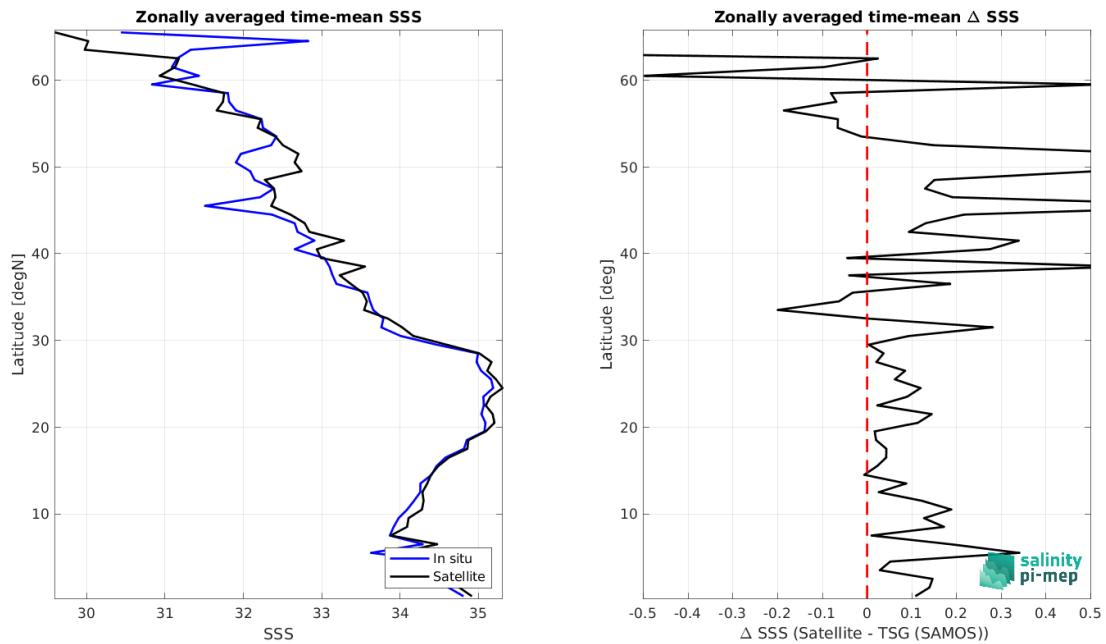 Zonally averaged time-mean SSS
Latitude [degN]
60
50
40
30
20
10
30
31
32
33
34
35
SSS
In situ
Satellite
Zonally averaged time-mean Δ SSS
Latitude [deg]
60
50
40
30
20
10
-0.5
-0.4
-0.3
-0.2
-0.1
0
0.1
0.2
0.3
0.4
0.5
Δ SSS (Satellite - TSG (SAMOS))
salinity
pi-mep